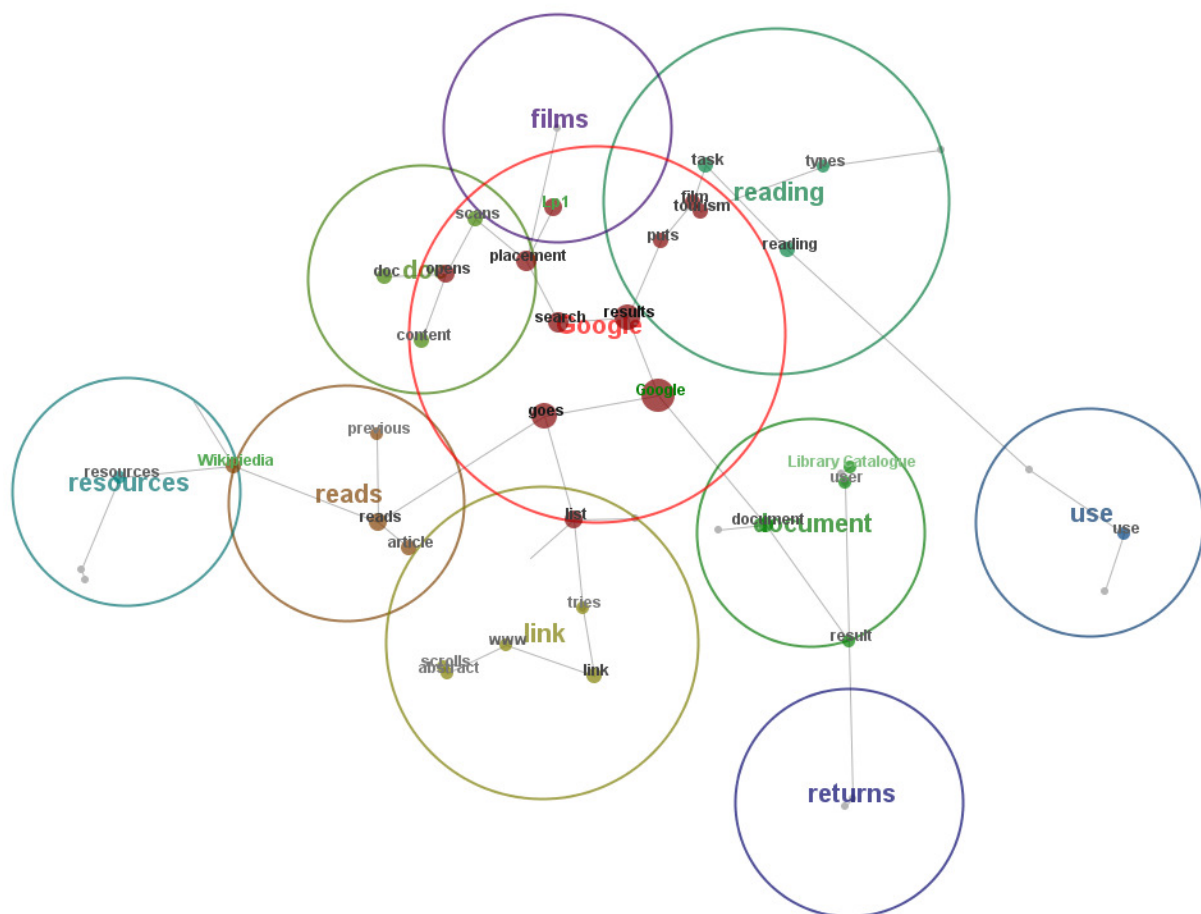 films
task
types
reading
film
tourism
Lp1
scans
puts
reading
placement
doc
opens
search
results
Google
content
Google
goes
previous
Wikipedia
resources
resources
reads
reads
article
list
Library Catalogue
user
document
document
use
use
tries
link
www
scrolls
abstract
link
result
returns